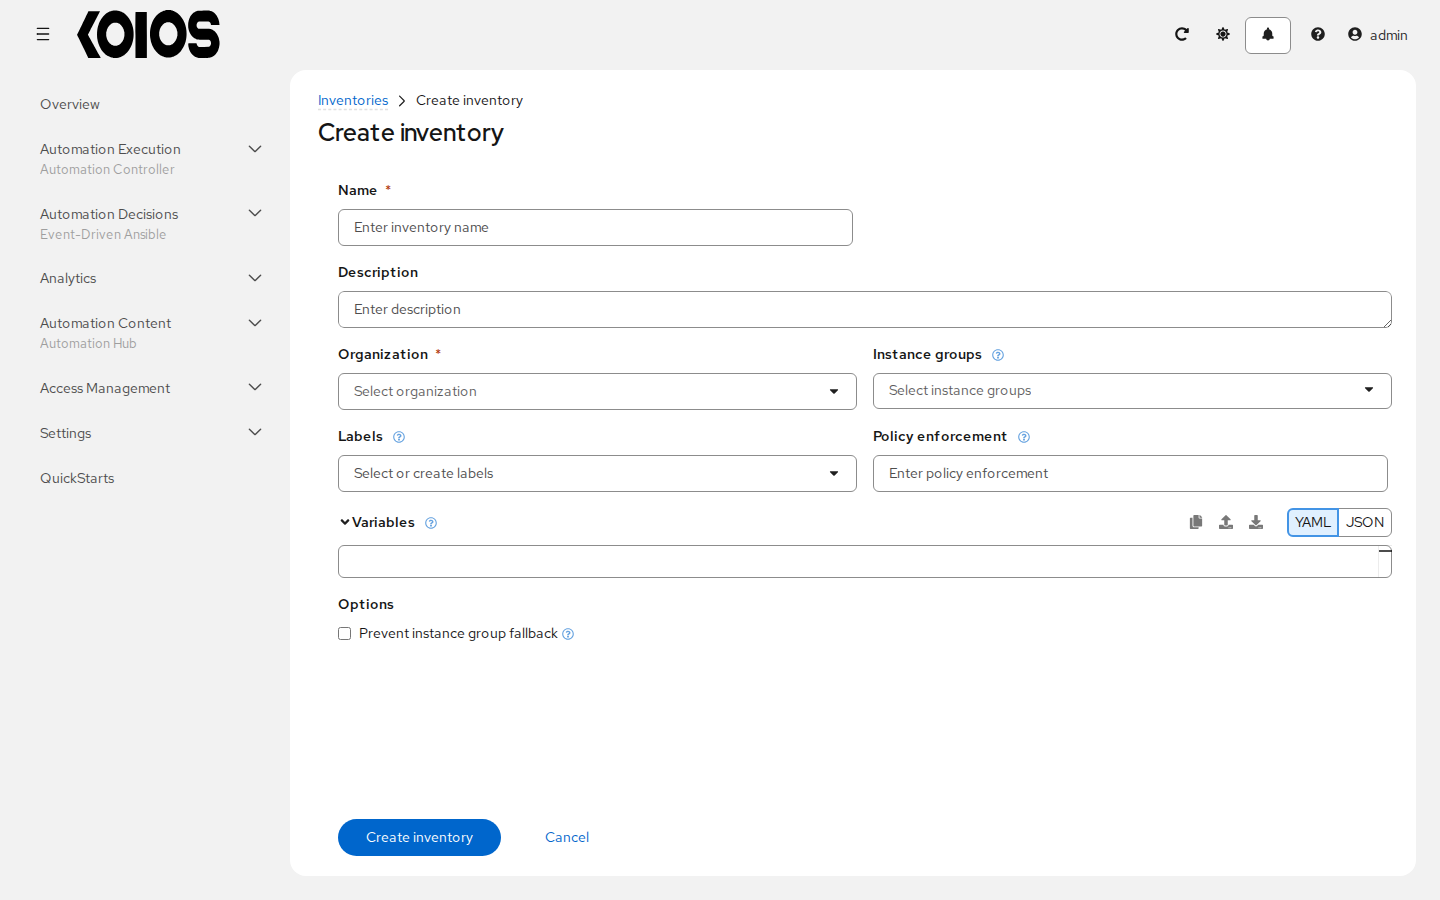 KOIOS
admin
Overview
Automation Execution
Automation Controller
Automation Decisions
Event-Driven Ansible
Analytics
Automation Content
Automation Hub
Access Management
Settings
QuickStarts
Inventories > Create inventory
Create inventory
Name *
Enter inventory name
Description
Enter description
Organization *
Instance groups
Select organization
Select instance groups
Labels
Policy enforcement
Select or create labels
Enter policy enforcement
Variables
YAML JSON
Options
Prevent instance group fallback
Create inventory
Cancel